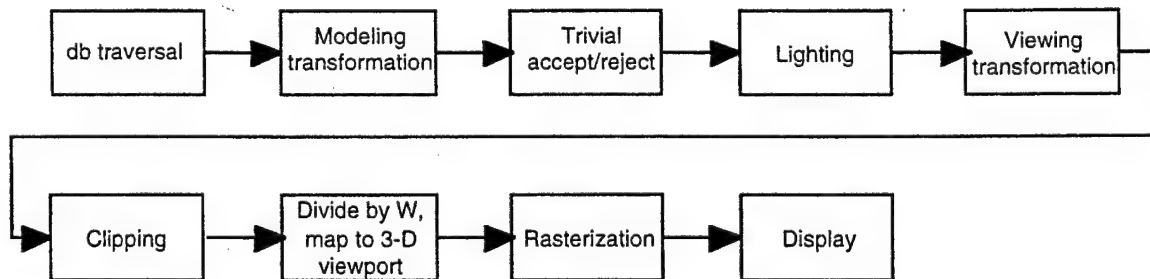 db traversal
Modeling
transformation
Trivial
accept/reject
Lighting
Viewing
transformation
Clipping
Divide by W,
map to 3-D
viewport
Rasterization
Display